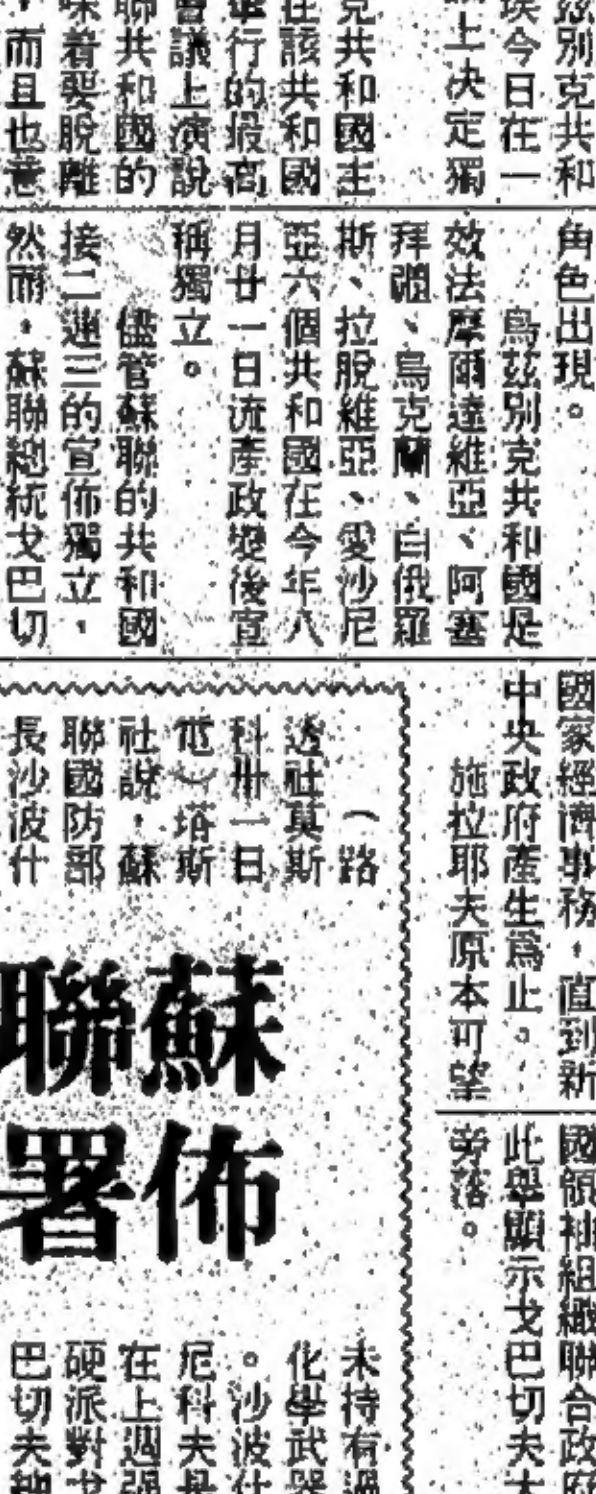 茲別克共和
埃今日在一
上決定獨
克共和國主
在該共和國
舉行的最高
會議上演說
聯共和國的
味着要脫離
，而且也意
角色出現。
烏茲別克共和國是
效法摩爾達維亞、阿塞
拜疆、烏克蘭、白俄羅
斯、拉脫維亞、愛沙尼
亞六個共和國在今年八
月廿一日流產政變後宣
稱獨立。
儘管蘇聯的共和國
接二連三的宣佈獨立，
然而，蘇聯總統戈巴切
國家經濟事務，直到新
中央政府產生爲止。
施拉耶夫原本可望
國領袖組織聯合政府
此舉顯示戈巴切夫大
旁落。
（路
透社莫斯
科卅一日
電）塔斯
社說，蘇
聯國防部
長沙波什
蘇聯
佈署
未持有過
化學武器
。沙波什
尼科夫是
在上週强
硬派對戈
巴切夫